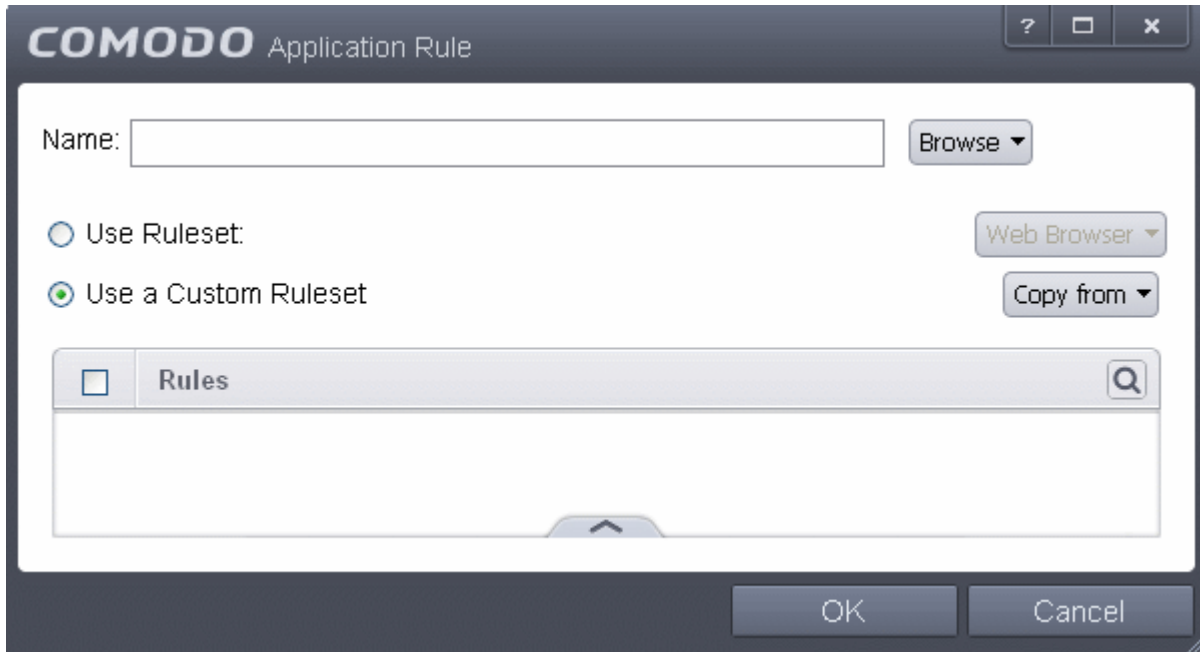 COMODO Application Rule
?
x
Name:
Browse
Use Ruleset:
Web Browser
Use a Custom Ruleset
Copy from
Rules
OK
Cancel